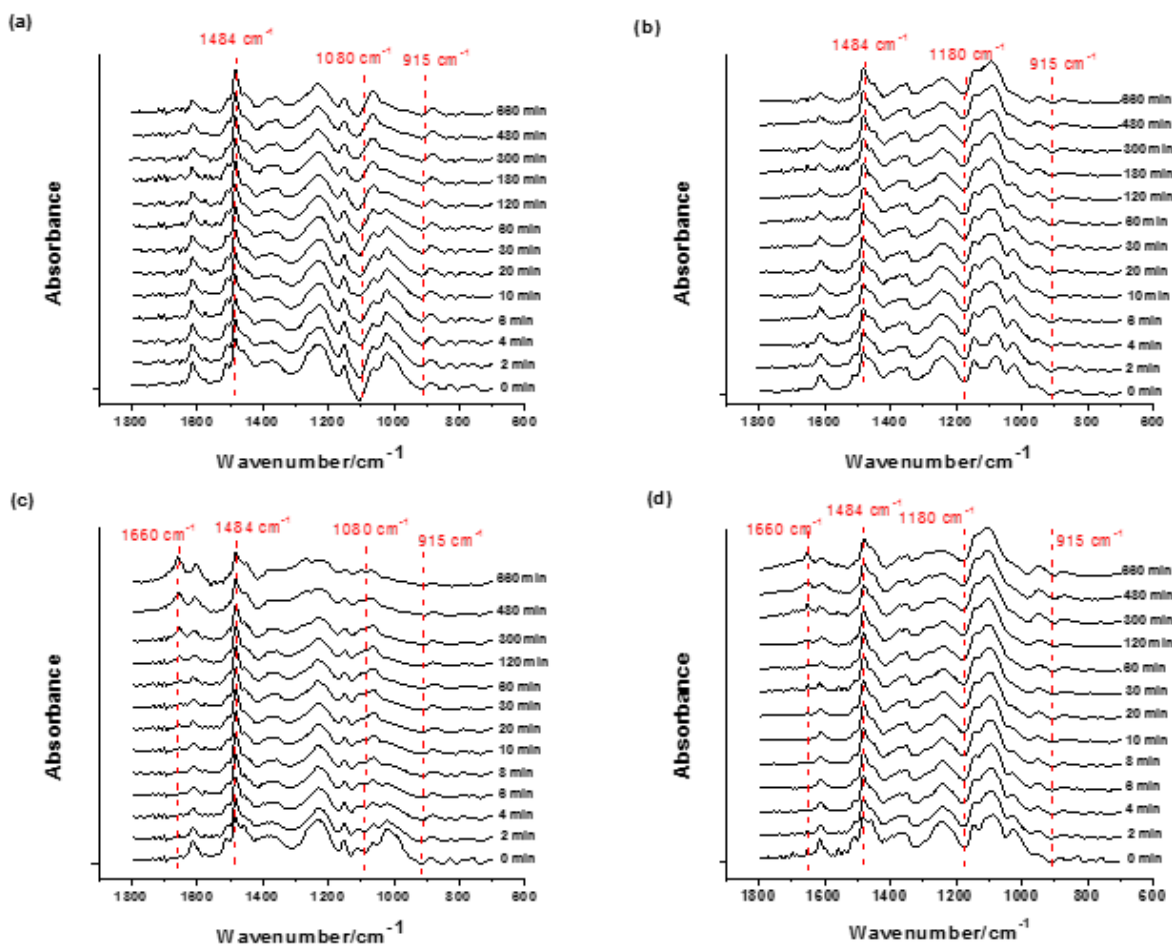 (a)
1484 cm⁻¹
1080 cm⁻¹
915 cm⁻¹
660 min
480 min
300 min
180 min
120 min
60 min
30 min
20 min
10 min
6 min
4 min
2 min
0 min
Absorbance
1800 1600 1400 1200 1000 800 600
Wavenumber/cm⁻¹
(b)
1484 cm⁻¹
1180 cm⁻¹
915 cm⁻¹
660 min
480 min
300 min
180 min
120 min
60 min
30 min
20 min
10 min
6 min
4 min
2 min
0 min
Absorbance
1800 1600 1400 1200 1000 800 600
Wavenumber/cm⁻¹
(c)
1660 cm⁻¹
1484 cm⁻¹
1080 cm⁻¹
915 cm⁻¹
660 min
480 min
300 min
120 min
60 min
30 min
20 min
10 min
8 min
6 min
4 min
2 min
0 min
Absorbance
1800 1600 1400 1200 1000 800 600
Wavenumber/cm⁻¹
(d)
1660 cm⁻¹
1484 cm⁻¹
1180 cm⁻¹
915 cm⁻¹
660 min
480 min
300 min
120 min
60 min
30 min
20 min
10 min
8 min
6 min
4 min
2 min
0 min
Absorbance
1800 1600 1400 1200 1000 800 600
Wavenumber/cm⁻¹